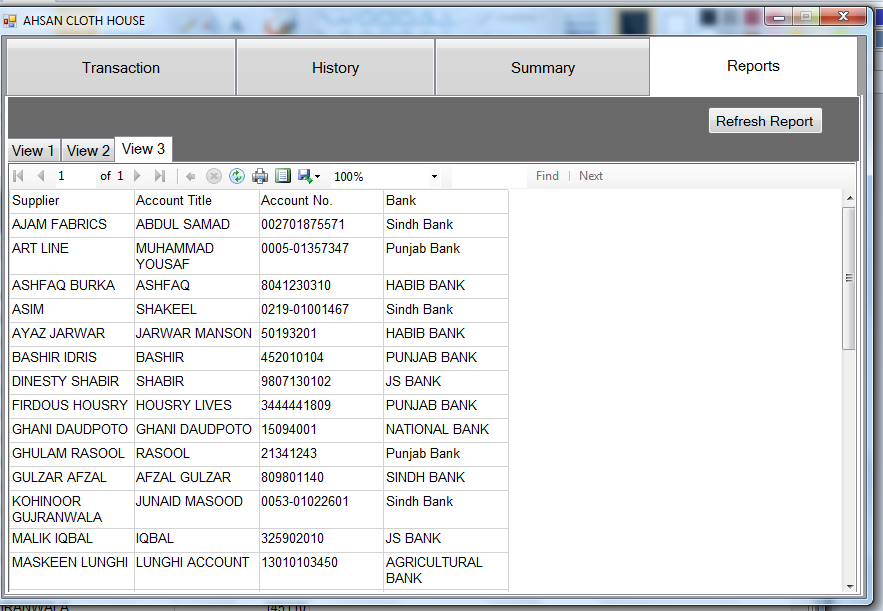 AHSAN CLOTH HOUSE
Transaction History Summary Reports
Refresh Report
View 1 View 2 View 3
1 of 1 100% Find Next
Supplier Account Title Account No. Bank
AJAM FABRICS ABDUL SAMAD 002701875571 Sindh Bank
ART LINE MUHAMMAD 0005-01357347 Punjab Bank
YOUSAF
ASHFAQ BURKA ASHFAQ 8041230310 HABIB BANK
ASIM SHAKEEL 0219-01001467 Sindh Bank
AYAZ JARWAR JARWAR MANSON 50193201 HABIB BANK
BASHIR IDRIS BASHIR 452010104 PUNJAB BANK
DINESTY SHABIR SHABIR 9807130102 JS BANK
FIRDOUS HOUSRY HOUSRY LIVES 3444441809 PUNJAB BANK
GHANI DAUDPOTO GHANI DAUDPOTO 15094001 NATIONAL BANK
GHULAM RASOOL RASOOL 21341243 Punjab Bank
GULZAR AFZAL AFZAL GULZAR 809801140 SINDH BANK
KOHINOOR JUNAID MASOOD 0053-01022601 Sindh Bank
GUJRANWALA
MALIK IQBAL IQBAL 325902010 JS BANK
MASKEEN LUNGHI LUNGHI ACCOUNT 13010103450 AGRICULTURAL
BANK